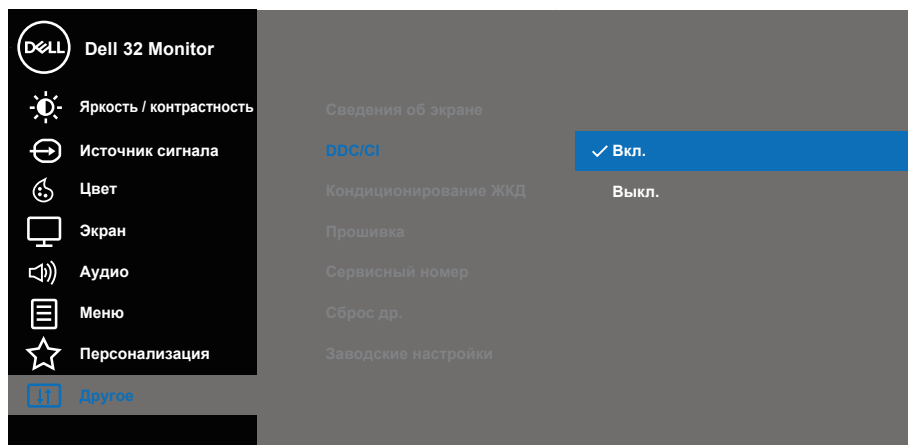 DELL
Dell 32 Monitor
Яркость / контрастность
Источник сигнала
Цвет
Экран
Аудио
Меню
Персонализация
Другое
Сведения об экране
DDC/CI
Кондиционирование ЖКД
Прошивка
Сервисный номер
Сброс др.
Заводские настройки
Вкл.
Выкл.